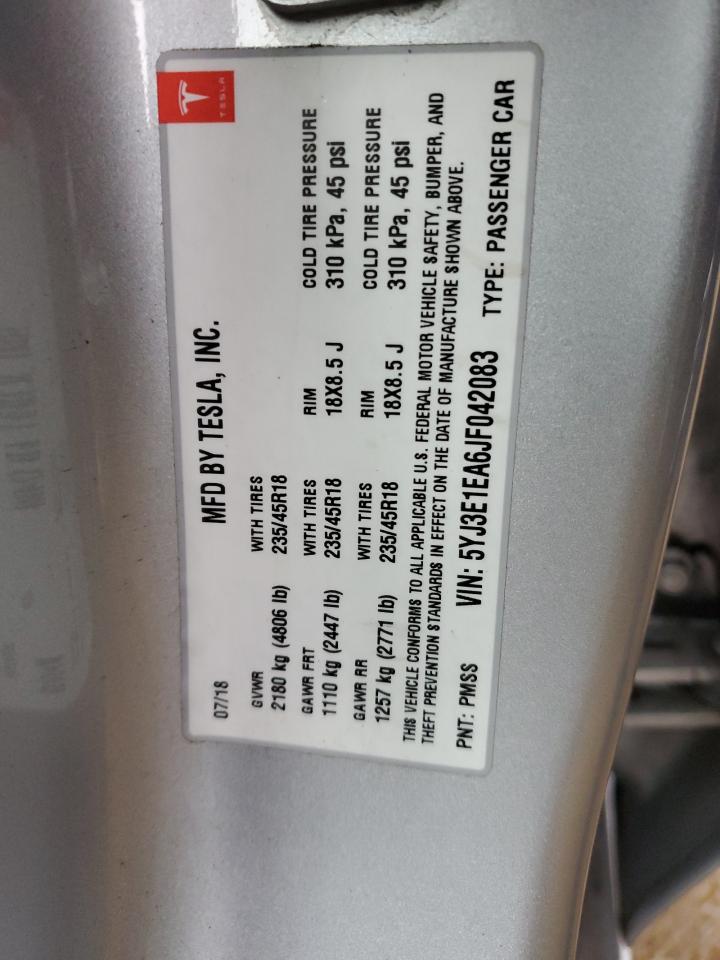 TESLA
07/18 MFD BY TESLA, INC.
GVWR WITH TIRES
2180 kg (4806 lb) 235/45R18
GAWR FRT WITH TIRES RIM COLD TIRE PRESSURE
1110 kg (2447 lb) 235/45R18 18X8.5 J 310 kPa, 45 psi
GAWR RR WITH TIRES RIM COLD TIRE PRESSURE
1257 kg (2771 lb) 235/45R18 18X8.5 J 310 kPa, 45 psi
THIS VEHICLE CONFORMS TO ALL APPLICABLE U.S. FEDERAL MOTOR VEHICLE SAFETY, BUMPER, AND
THEFT PREVENTION STANDARDS IN EFFECT ON THE DATE OF MANUFACTURE SHOWN ABOVE.
PNT: PMSS VIN: 5YJ3E1EA6JF042083 TYPE: PASSENGER CAR